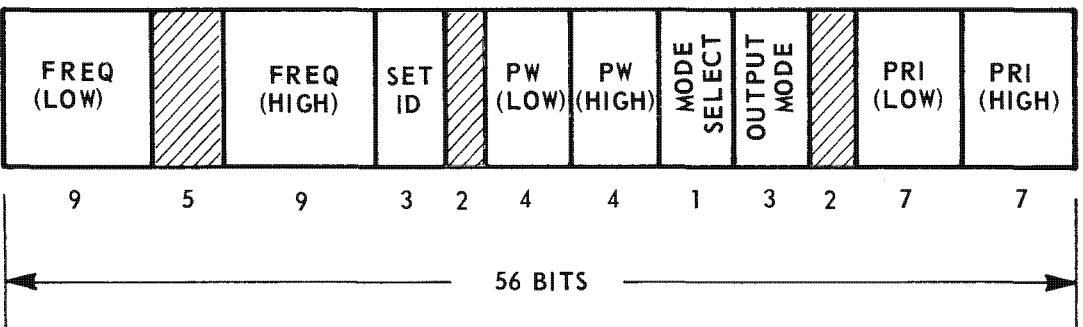 FREQ
(LOW)
FREQ
(HIGH)
SET
ID
PW
(LOW)
PW
(HIGH)
MODE
SELECT
OUTPUT
MODE
PRI
(LOW)
PRI
(HIGH)
9 5 9 3 2 4 4 1 3 2 7 7
56 BITS